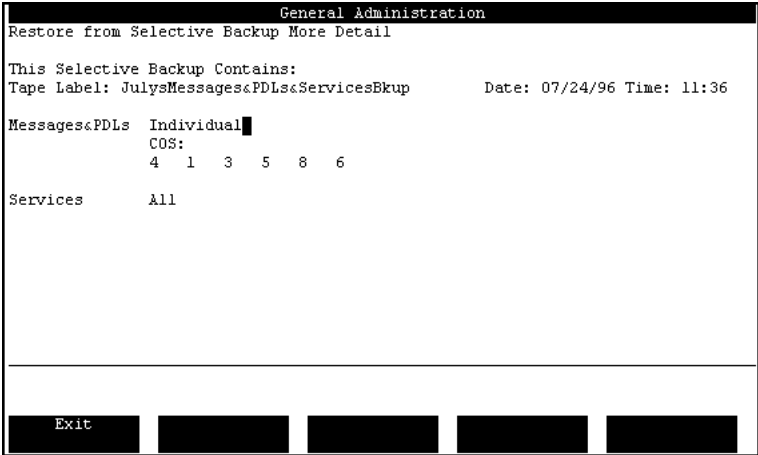 General Administration
Restore from Selective Backup More Detail
This Selective Backup Contains:
Tape Label: JulysMessages&PDLs&ServicesBkup Date: 07/24/96 Time: 11:36
Messages&PDLs Individual
COS:
4 1 3 5 8 6
Services All
Exit